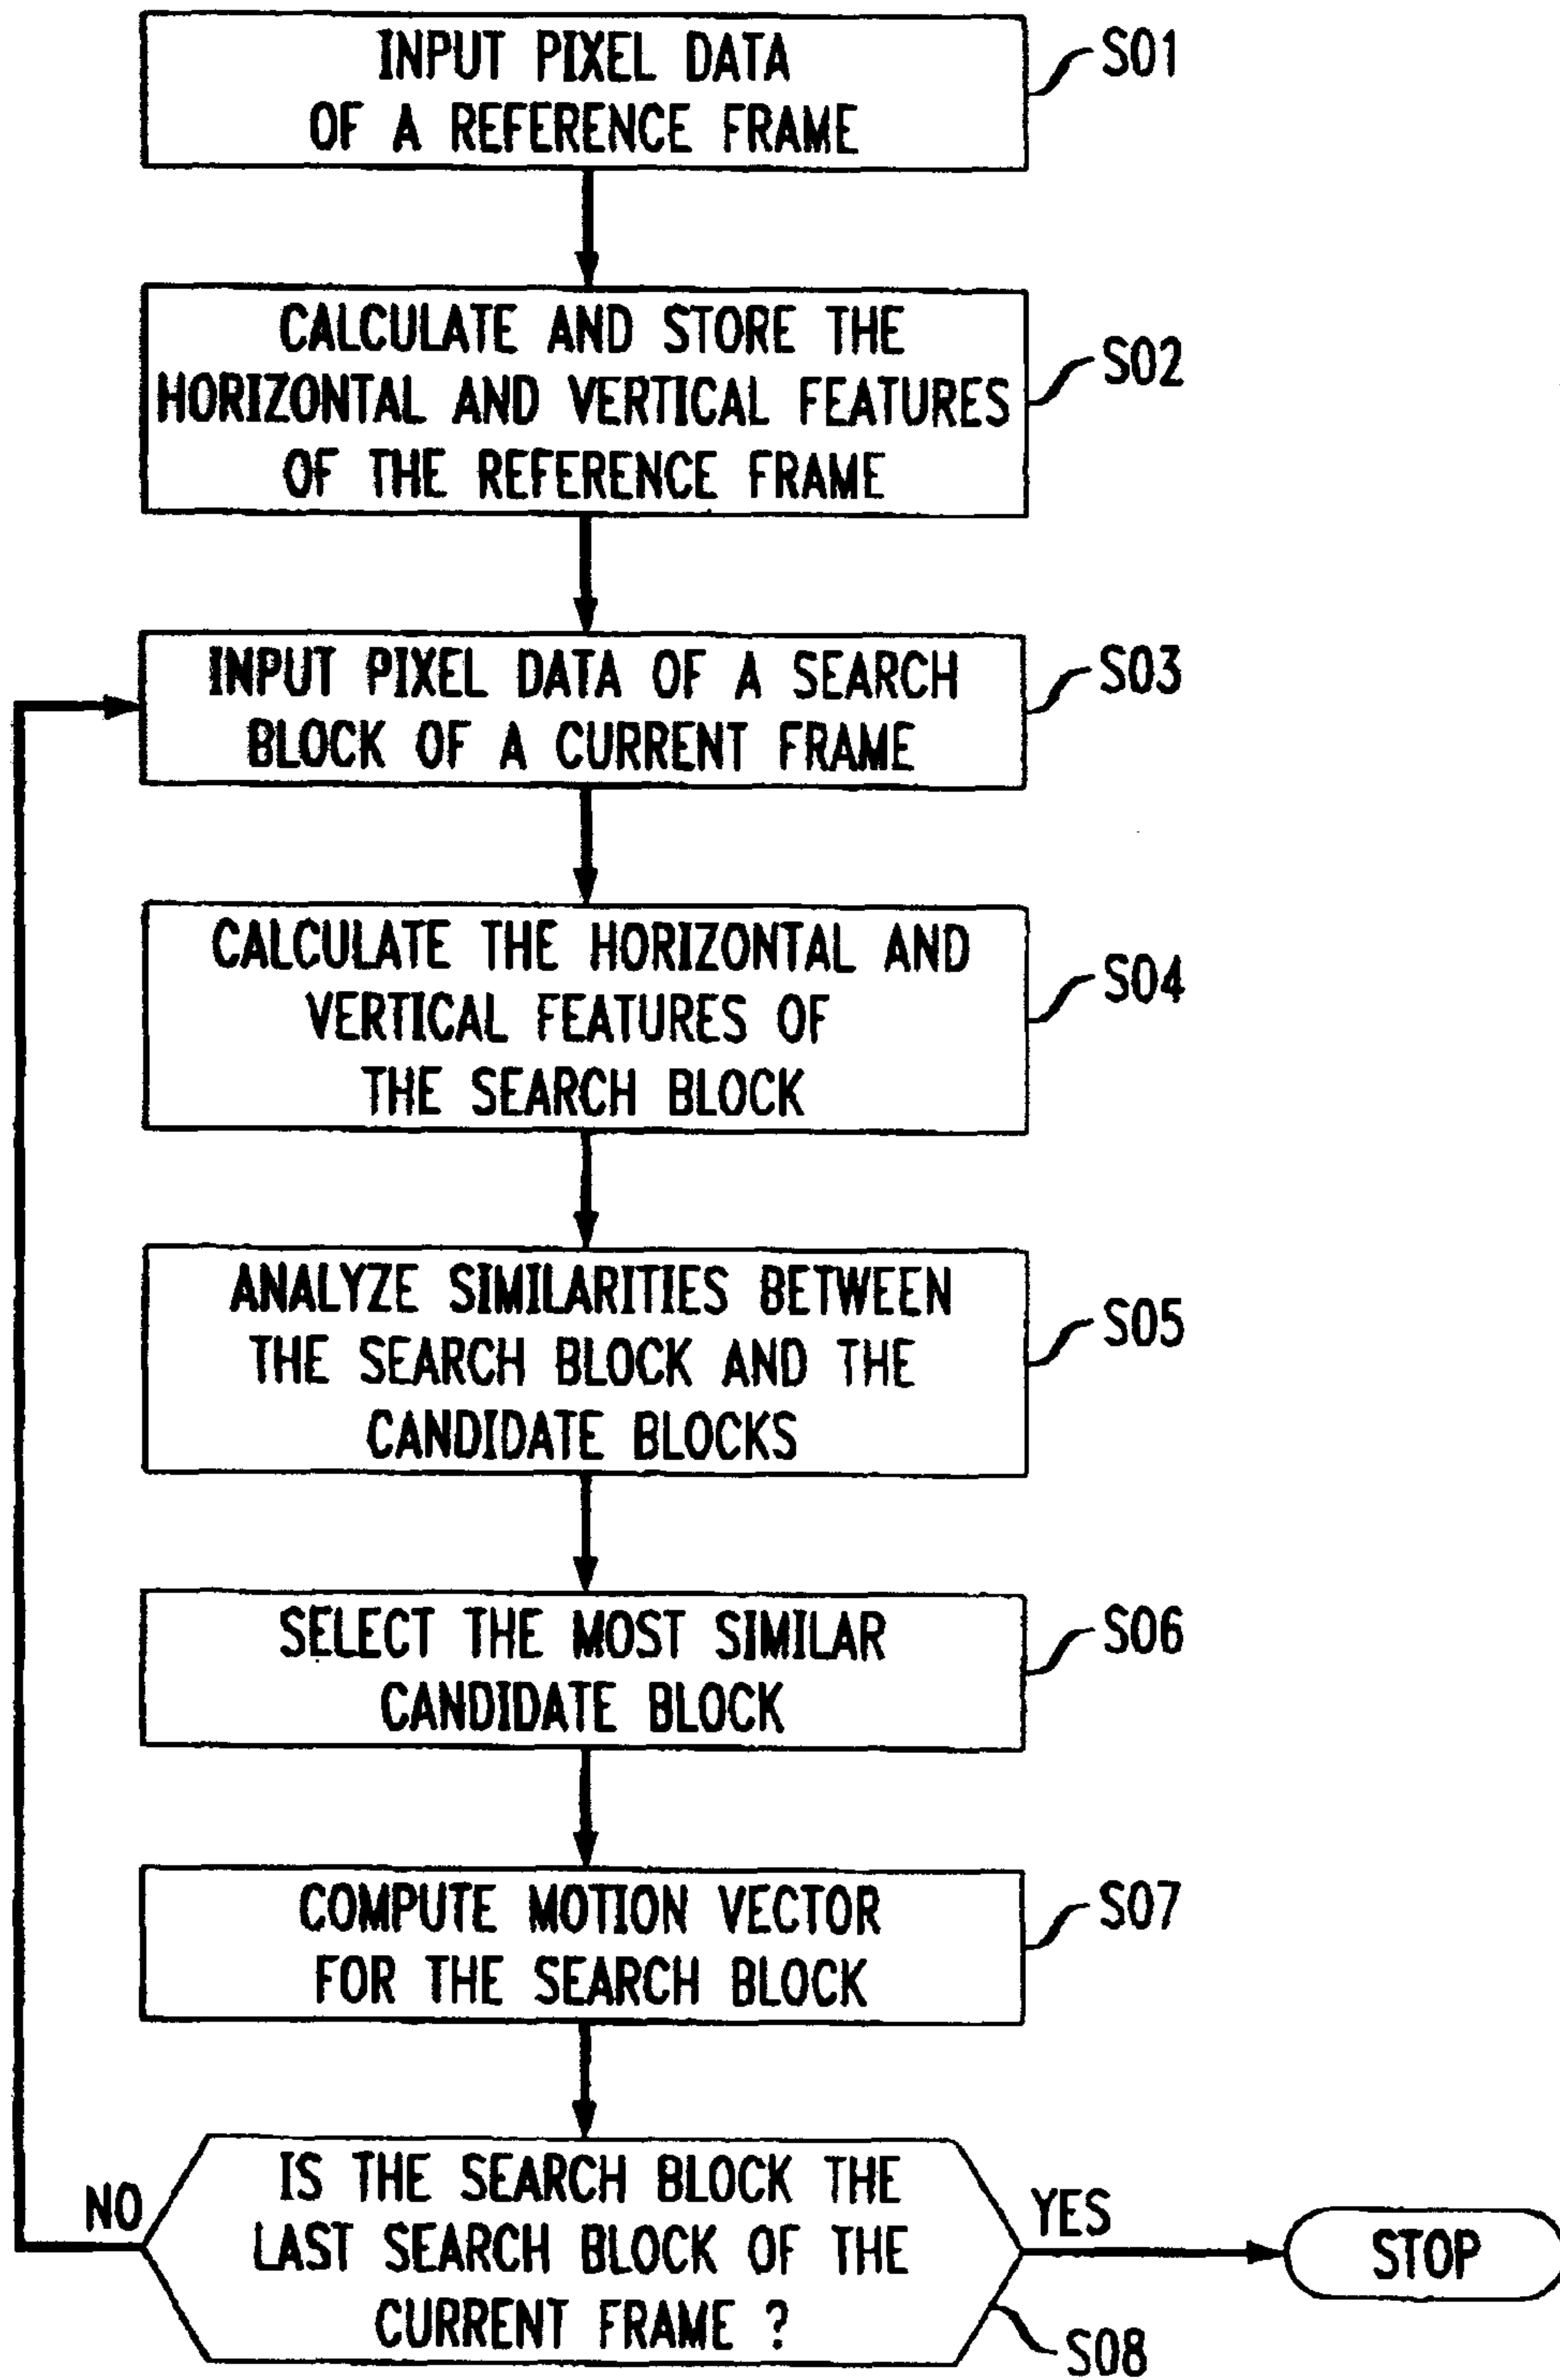 INPUT PIXEL DATA
OF A REFERENCE FRAME
S01
CALCULATE AND STORE THE
HORIZONTAL AND VERTICAL FEATURES
OF THE REFERENCE FRAME
S02
INPUT PIXEL DATA OF A SEARCH
BLOCK OF A CURRENT FRAME
S03
CALCULATE THE HORIZONTAL AND
VERTICAL FEATURES OF
THE SEARCH BLOCK
S04
ANALYZE SIMILARITIES BETWEEN
THE SEARCH BLOCK AND THE
CANDIDATE BLOCKS
S05
SELECT THE MOST SIMILAR
CANDIDATE BLOCK
S06
COMPUTE MOTION VECTOR
FOR THE SEARCH BLOCK
S07
NO
IS THE SEARCH BLOCK THE
LAST SEARCH BLOCK OF THE
CURRENT FRAME ?
YES
STOP
S08